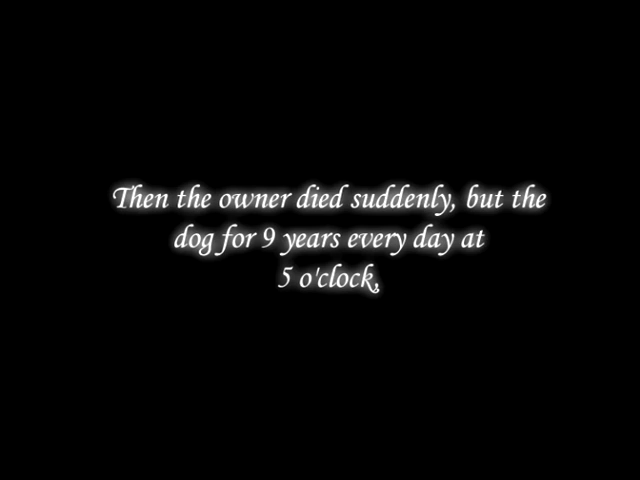 Then the owner died suddenly, but the
dog for 9 years every day at
5 o'clock,